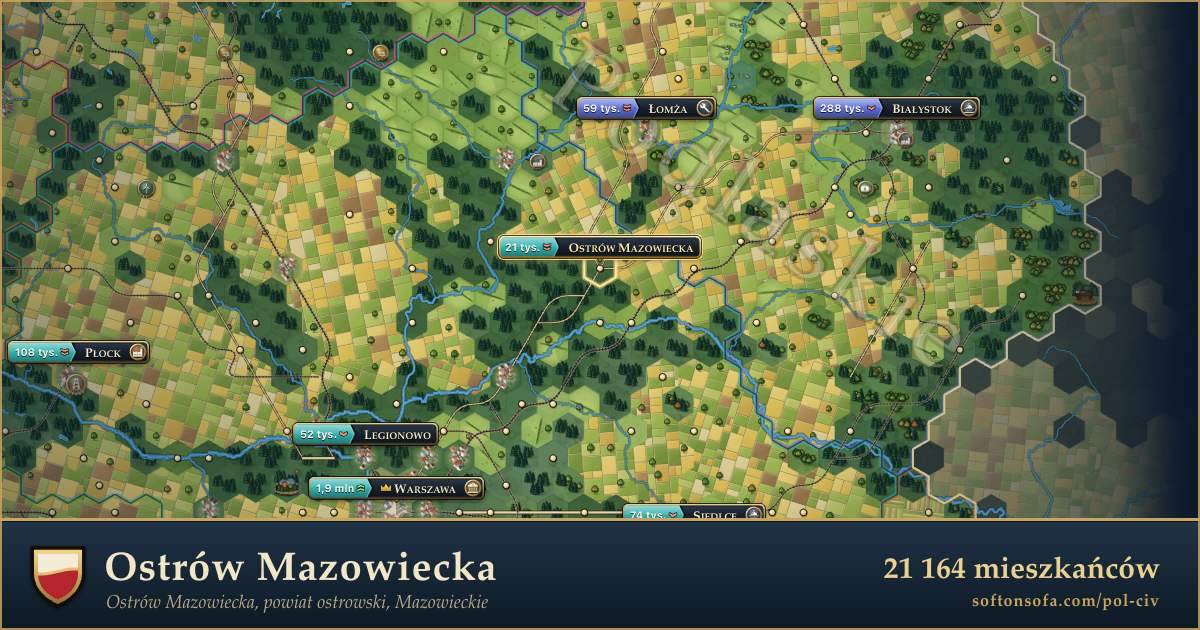 59 tys. ŁOMŻA
288 tys. BIAŁYSTOK
Podlaskie
21 tys. OSTRÓW MAZOWIECKA
108 tys. PŁOCK
52 tys. LEGIONOWO
1,9 mln WARSZAWA
74 tys. SIEDLCE
Ostrów Mazowiecka
21 164 mieszkańców
Ostrów Mazowiecka, powiat ostrowski, Mazowieckie
softonsofa.com/pol-civ